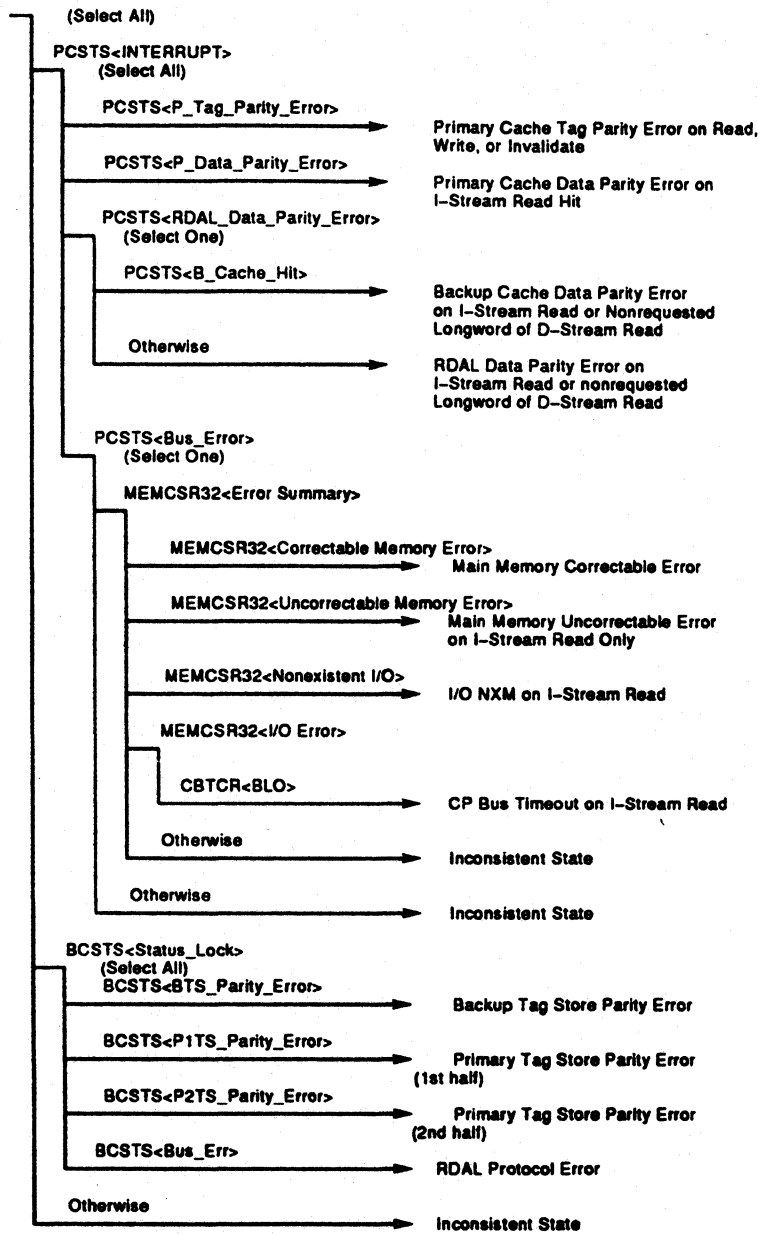 (Select All)
PCSTS<INTERRUPT>
(Select All)
PCSTS<P_Tag_Parity_Error>
Primary Cache Tag Parity Error on Read,
Write, or Invalidate
PCSTS<P_Data_Parity_Error>
Primary Cache Data Parity Error on
I-Stream Read Hit
PCSTS<RDAL_Data_Parity_Error>
(Select One)
PCSTS<B_Cache_Hit>
Backup Cache Data Parity Error
on I-Stream Read or Nonrequested
Longword of D-Stream Read
Otherwise
RDAL Data Parity Error on
I-Stream Read or nonrequested
Longword of D-Stream Read
PCSTS<Bus_Error>
(Select One)
MEMCSR32<Error Summary>
MEMCSR32<Correctable Memory Error>
Main Memory Correctable Error
MEMCSR32<Uncorrectable Memory Error>
Main Memory Uncorrectable Error
on I-Stream Read Only
MEMCSR32<Nonexistent I/O>
I/O NXM on I-Stream Read
MEMCSR32<I/O Error>
CBTCR<BLO>
CP Bus Timeout on I-Stream Read
Otherwise
Inconsistent State
Otherwise
Inconsistent State
BCSTS<Status_Lock>
(Select All)
BCSTS<BTS_Parity_Error>
Backup Tag Store Parity Error
BCSTS<P1TS_Parity_Error>
Primary Tag Store Parity Error
(1st half)
BCSTS<P2TS_Parity_Error>
Primary Tag Store Parity Error
(2nd half)
BCSTS<Bus_Err>
RDAL Protocol Error
Otherwise
Inconsistent State